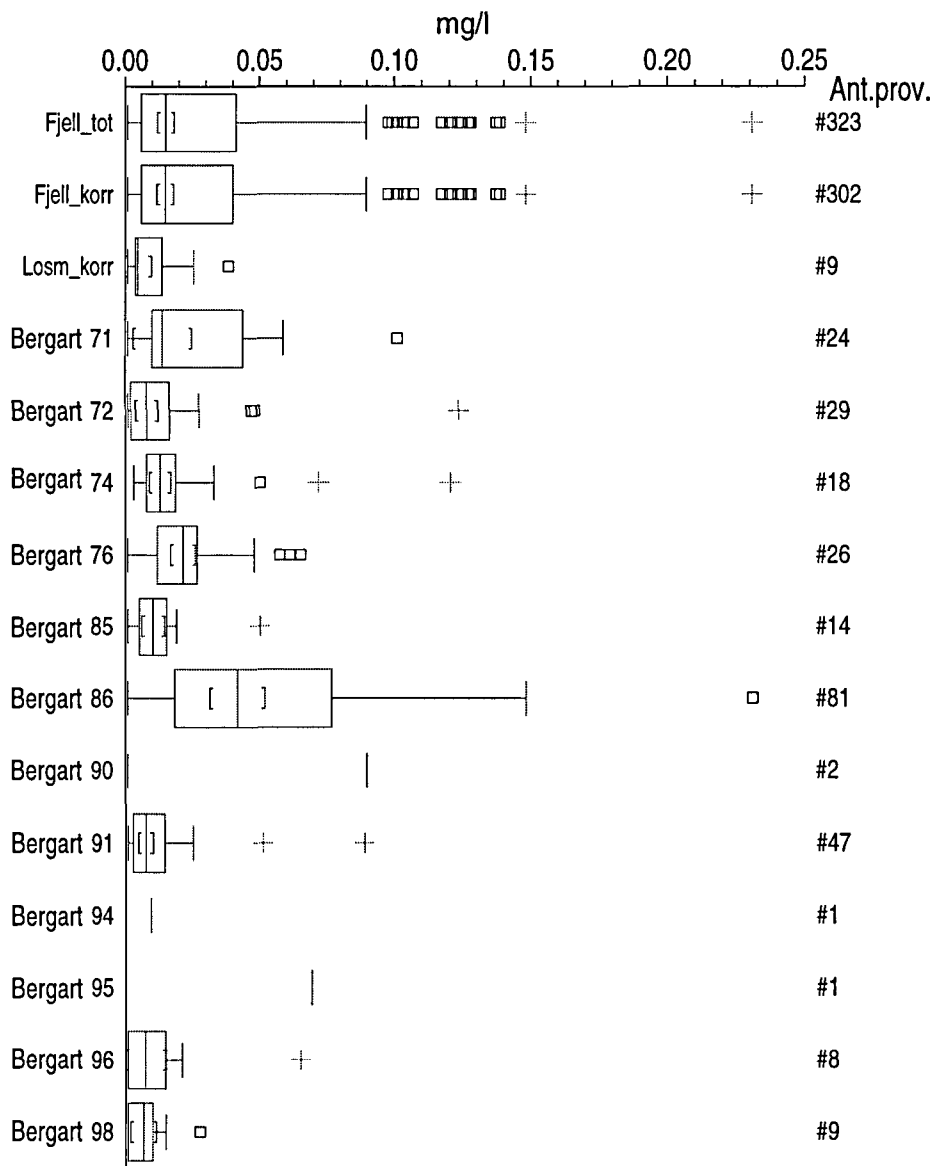 mg/l
0.00 0.05 0.10 0.15 0.20 0.25
Ant.prov.
Fjell_tot #323
Fjell_korr #302
Losm_korr #9
Bergart 71 #24
Bergart 72 #29
Bergart 74 #18
Bergart 76 #26
Bergart 85 #14
Bergart 86 #81
Bergart 90 #2
Bergart 91 #47
Bergart 94 #1
Bergart 95 #1
Bergart 96 #8
Bergart 98 #9